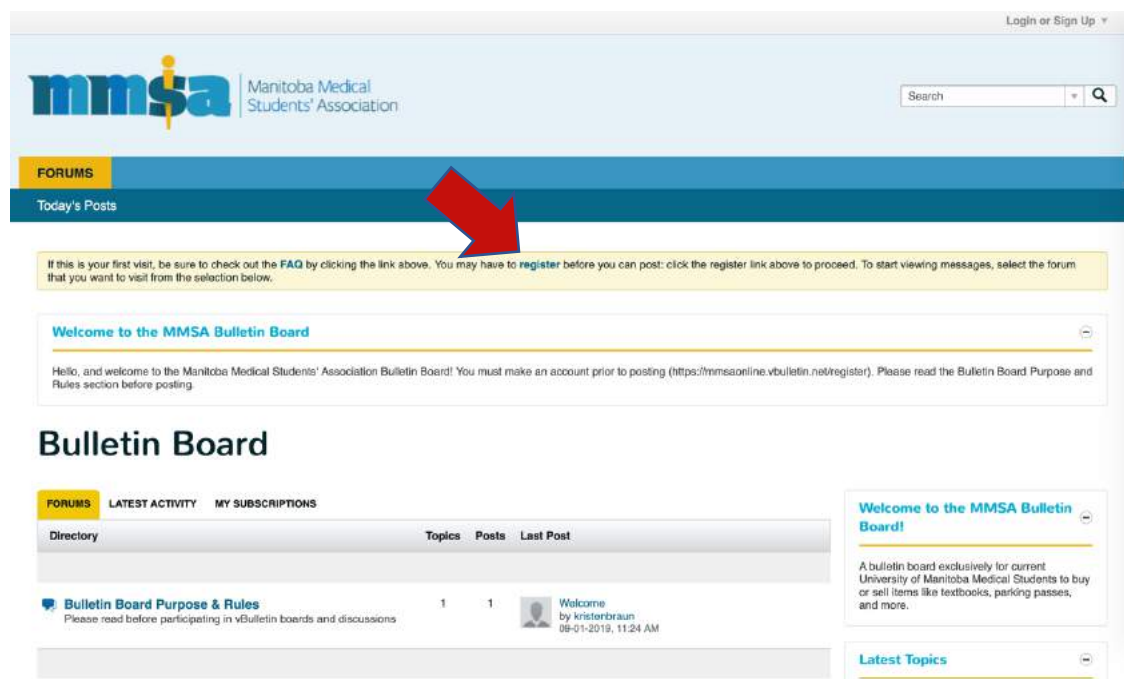 Login or Sign Up
mmsa
Manitoba Medical
Students' Association
Search
FORUMS
Today's Posts
If this is your first visit, be sure to check out the FAQ by clicking the link above. You may have to register before you can post: click the register link above to proceed. To start viewing messages, select the forum
that you want to visit from the selection below.
Welcome to the MMSA Bulletin Board
Hello, and welcome to the Manitoba Medical Students' Association Bulletin Board! You must make an account prior to posting (https://mmsaonline.vbulletin.net/register). Please read the Bulletin Board Purpose and
Rules section before posting.
Bulletin Board
FORUMS LATEST ACTIVITY MY SUBSCRIPTIONS
Directory Topics Posts Last Post
Bulletin Board Purpose & Rules 1 1 Welcome
Please read before participating in vBulletin boards and discussions by kristenbraun
09-01-2019, 11:24 AM
Welcome to the MMSA Bulletin
Board!
A bulletin board exclusively for current
University of Manitoba Medical Students to buy
or sell items like textbooks, parking passes,
and more.
Latest Topics